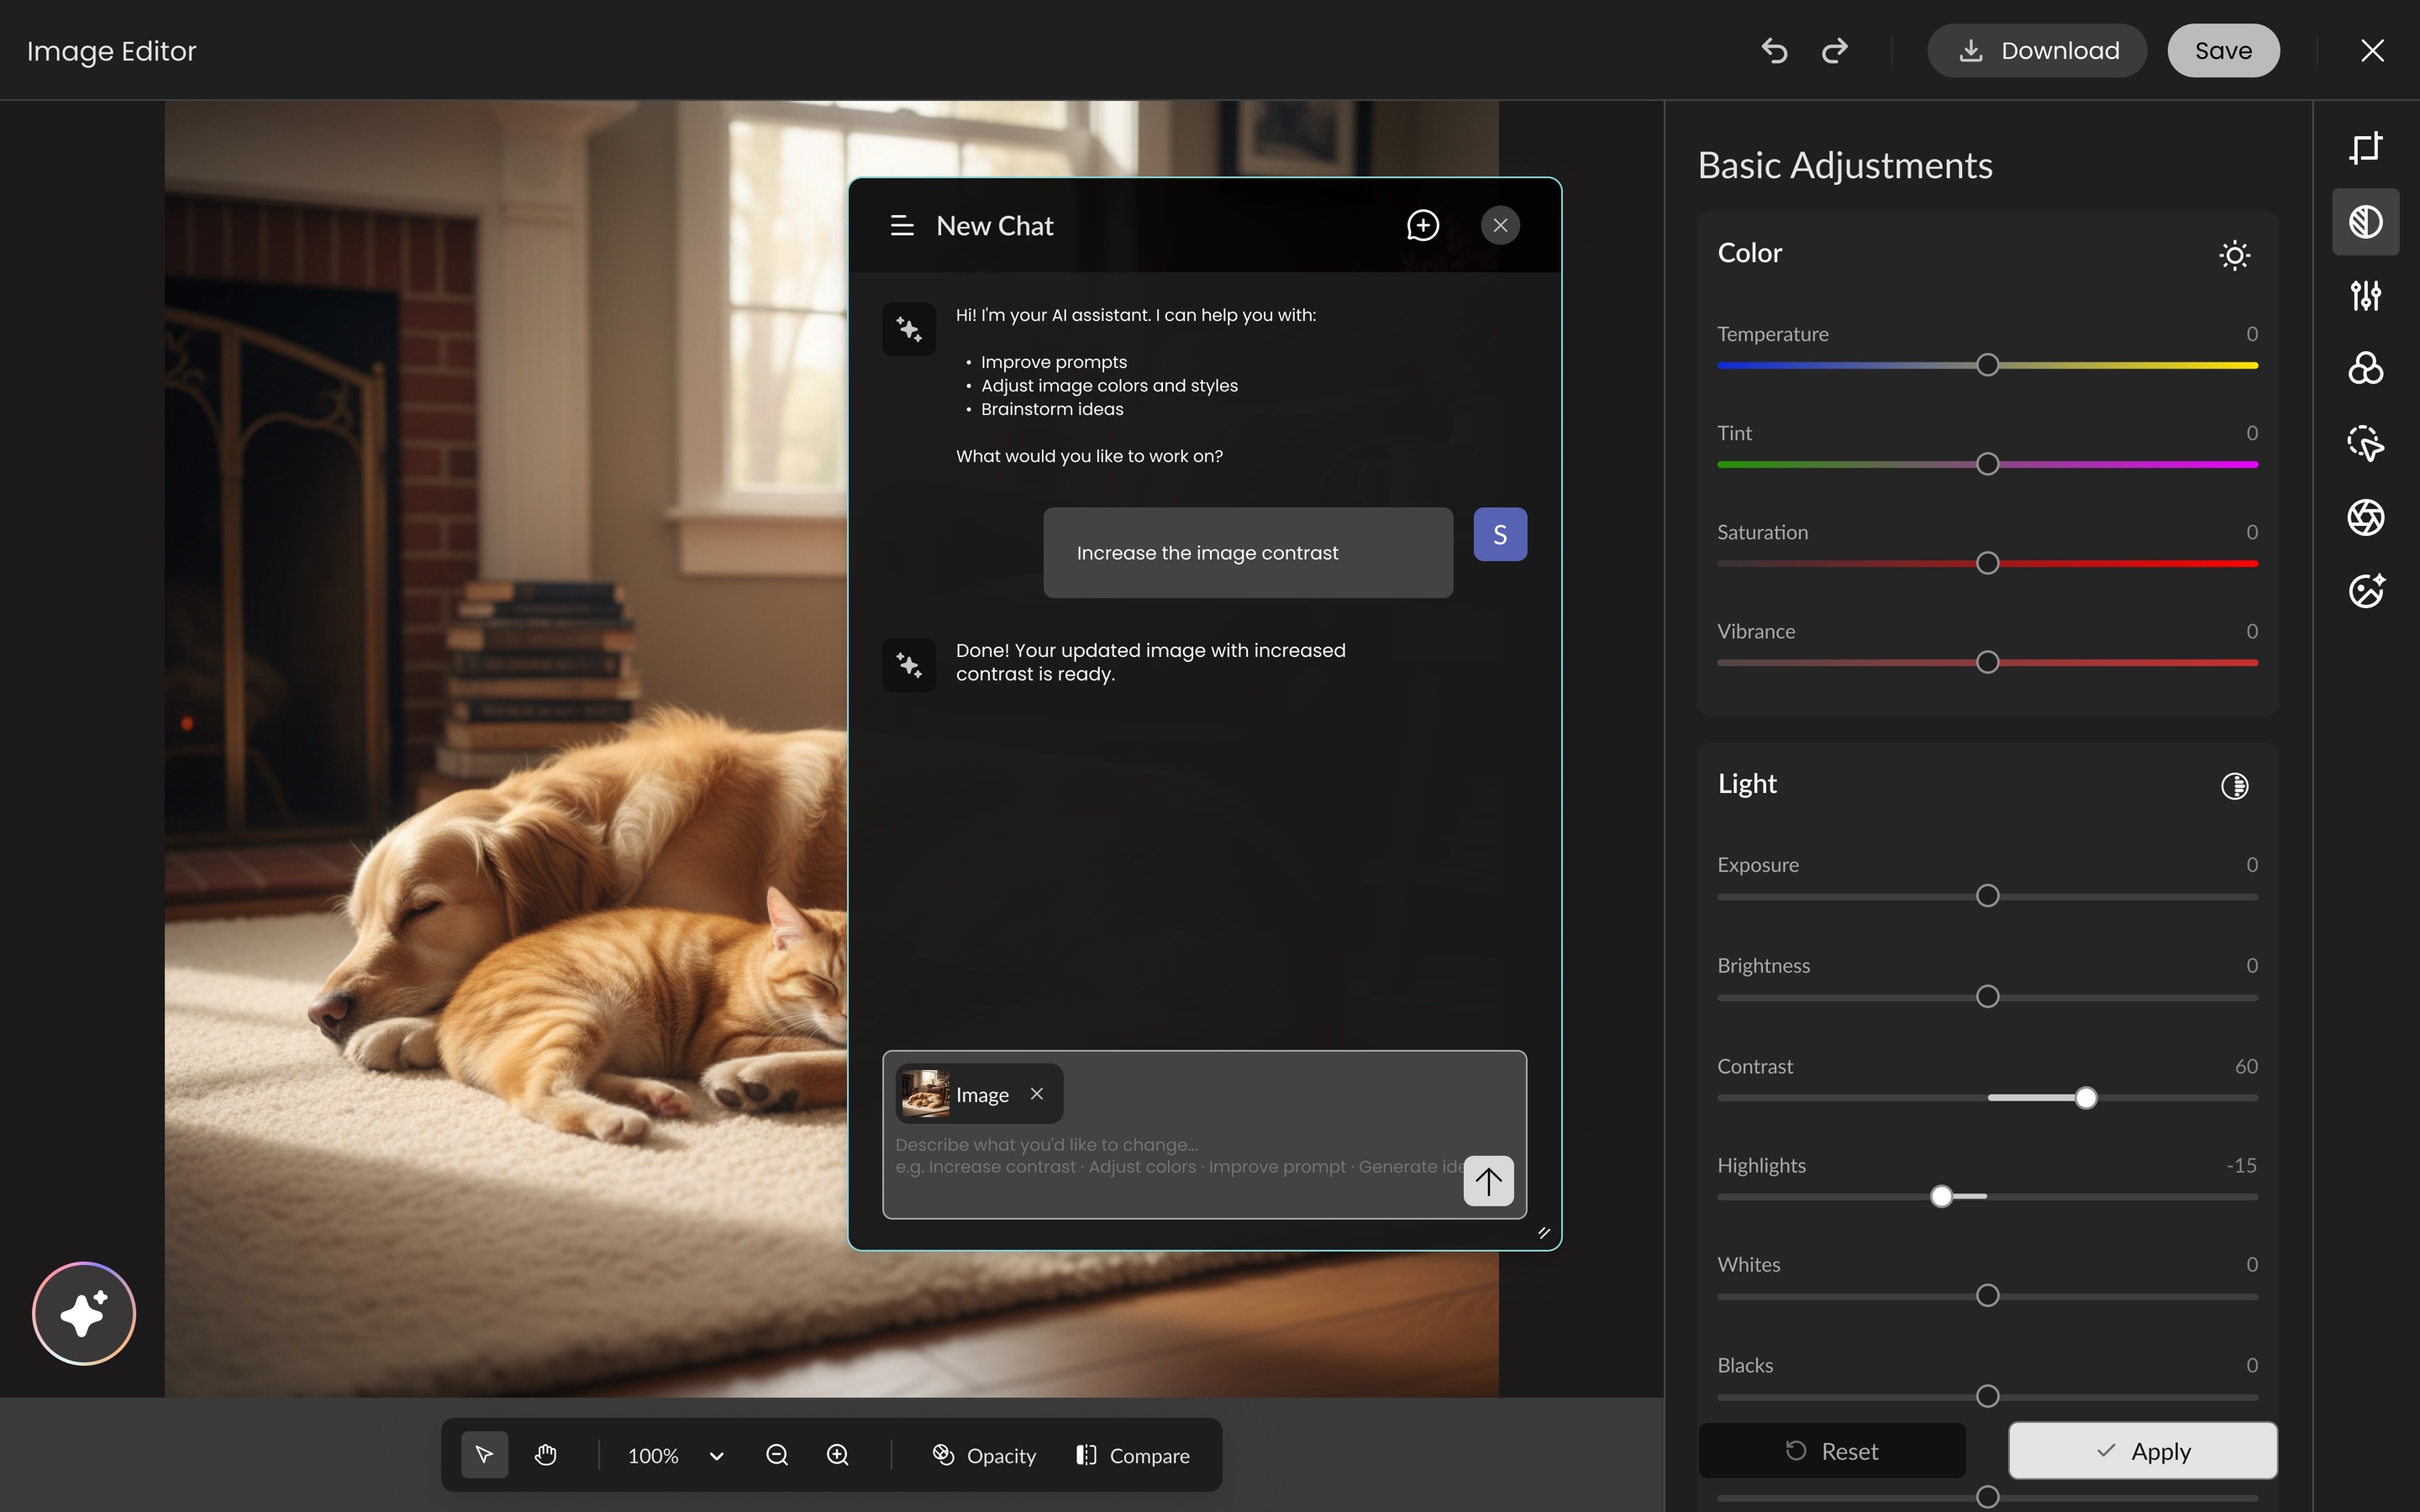 Image Editor
Download
Save
New Chat
Hi! I'm your AI assistant. I can help you with:
• Improve prompts
• Adjust image colors and styles
• Brainstorm ideas
What would you like to work on?
Increase the image contrast
S
Done! Your updated image with increased
contrast is ready.
Image
Describe what you'd like to change...
e.g. Increase contrast · Adjust colors · Improve prompt · Generate ide
100%
Opacity
Compare
Basic Adjustments
Color
Temperature 0
Tint 0
Saturation 0
Vibrance 0
Light
Exposure 0
Brightness 0
Contrast 60
Highlights -15
Whites 0
Blacks 0
Reset
Apply